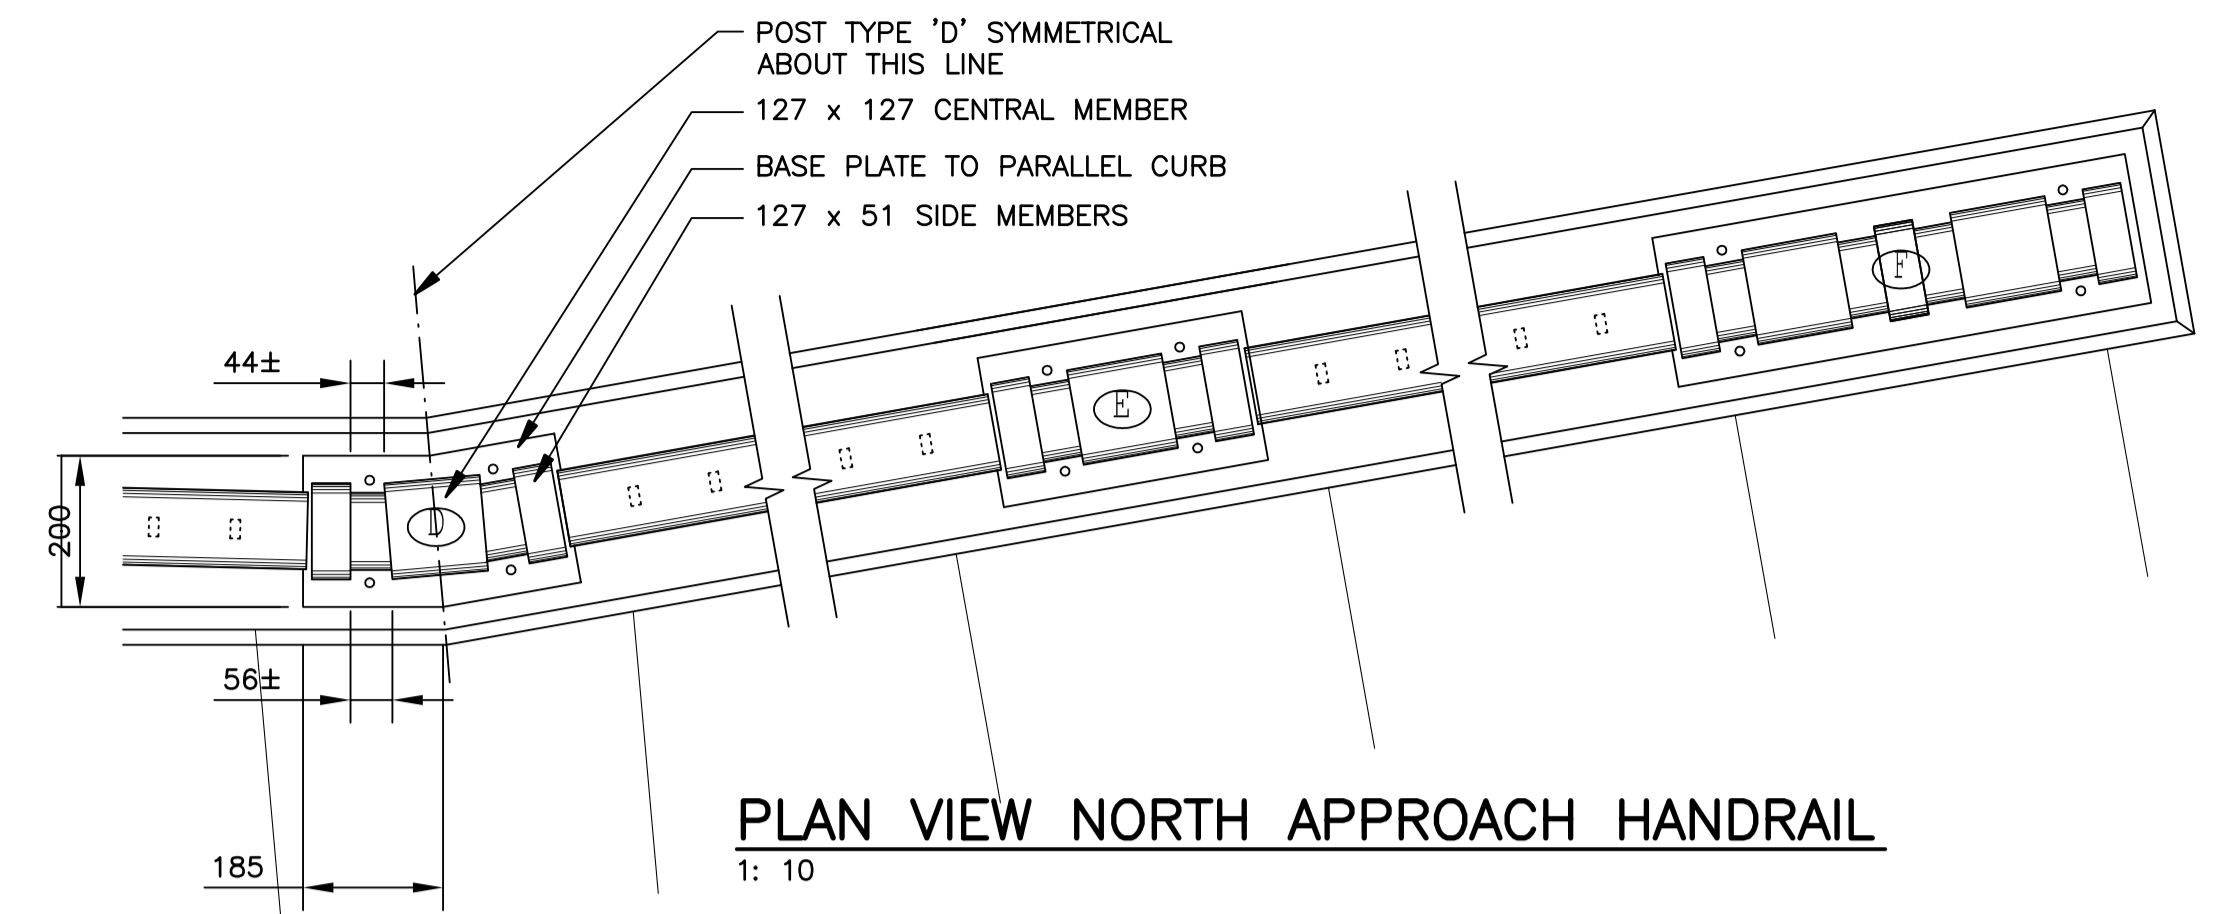 POST TYPE 'D' SYMMETRICAL
ABOUT THIS LINE
127 x 127 CENTRAL MEMBER
BASE PLATE TO PARALLEL CURB
127 x 51 SIDE MEMBERS
F
44±
E
D
200
56±
185
PLAN VIEW NORTH APPROACH HANDRAIL
1: 10